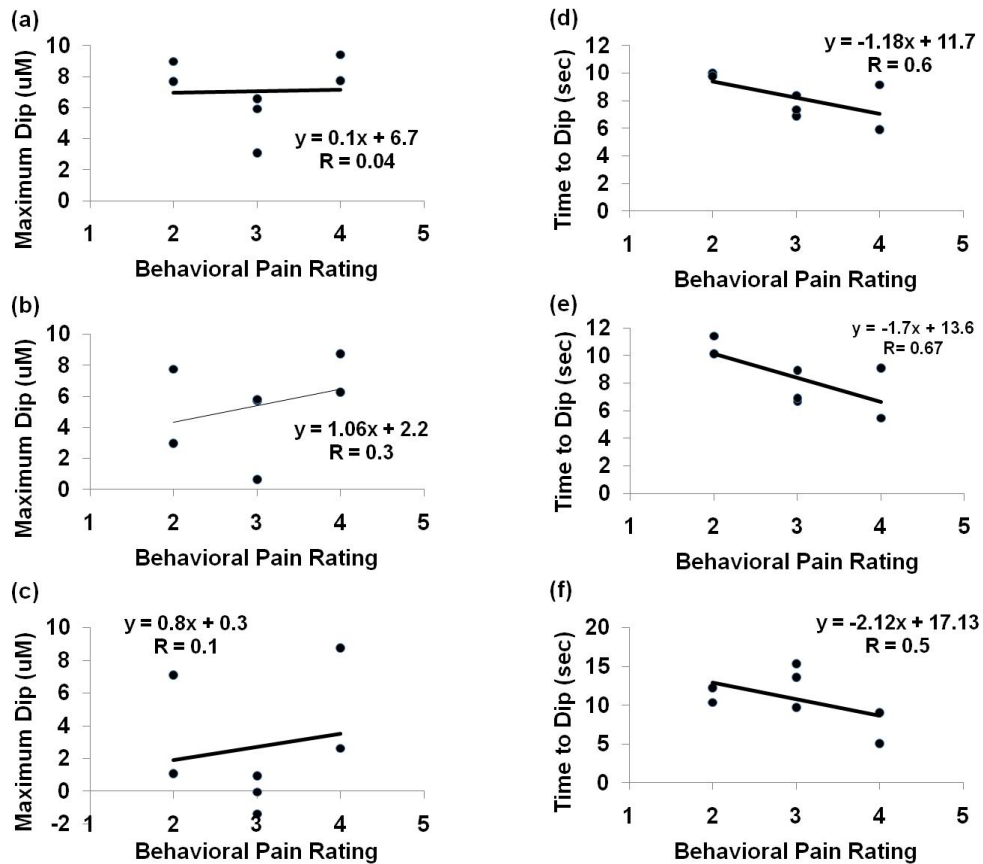 (a)
Maximum Dip (uM)
10
8
6
4
2
0
y = 0.1x + 6.7
R = 0.04
1 2 3 4 5
Behavioral Pain Rating
(b)
Maximum Dip (uM)
10
8
6
4
2
0
y = 1.06x + 2.2
R = 0.3
1 2 3 4 5
Behavioral Pain Rating
(c)
Maximum Dip (uM)
y = 0.8x + 0.3
R = 0.1
10
8
6
4
2
0
-2
1 2 3 4 5
Behavioral Pain Rating
(d)
Time to Dip (sec)
y = -1.18x + 11.7
R = 0.6
12
10
8
6
4
2
0
1 2 3 4 5
Behavioral Pain Rating
(e)
Time to Dip (sec)
y = -1.7x + 13.6
R= 0.67
12
10
8
6
4
2
0
1 2 3 4 5
Behavioral Pain Rating
(f)
Time to Dip (sec)
y = -2.12x + 17.13
R = 0.5
20
15
10
5
0
1 2 3 4 5
Behavioral Pain Rating